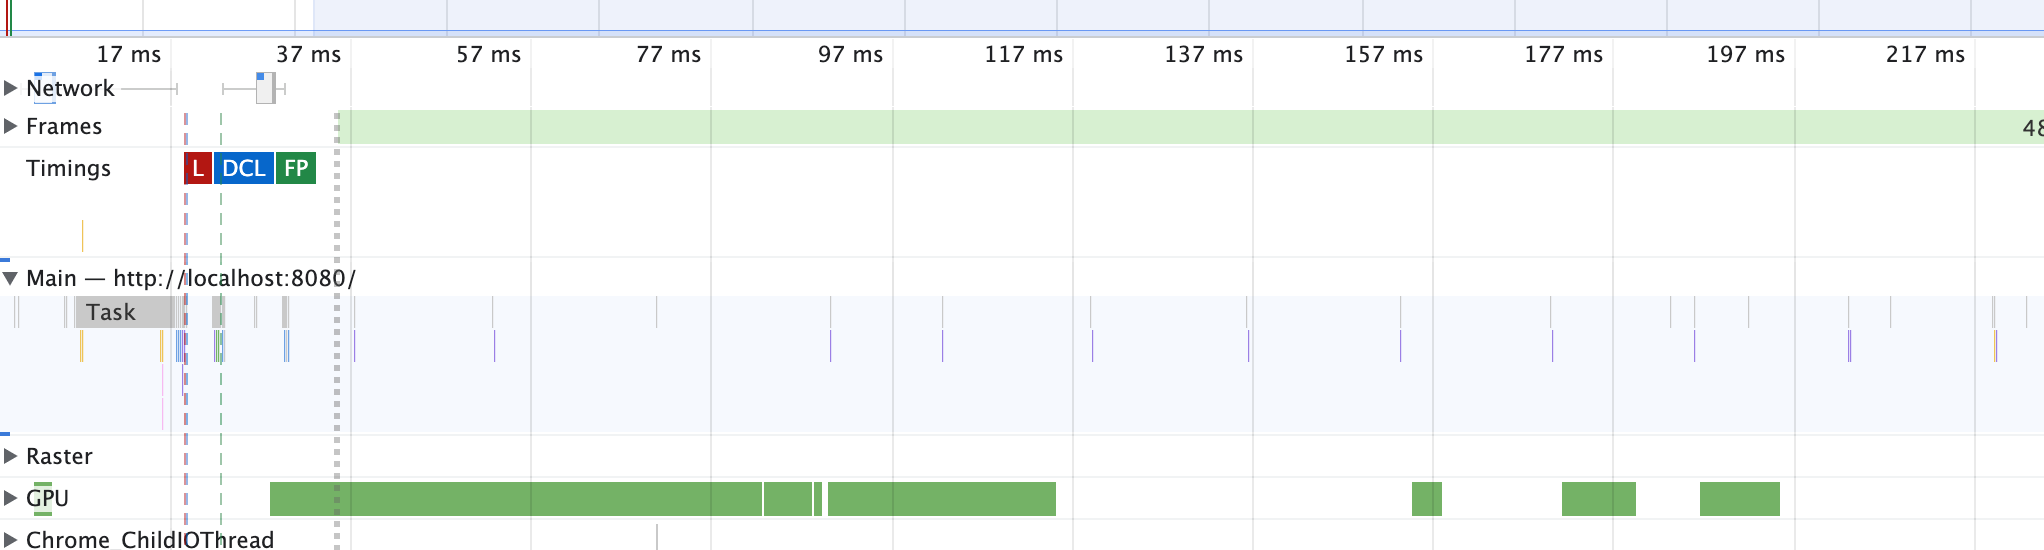 17 ms 37 ms 57 ms 77 ms 97 ms 117 ms 137 ms 157 ms 177 ms 197 ms 217 ms
Network
Frames 48
Timings L DCL FP
Main — http://localhost:8080/
Task
Raster
GPU
Chrome_ChildIOThread